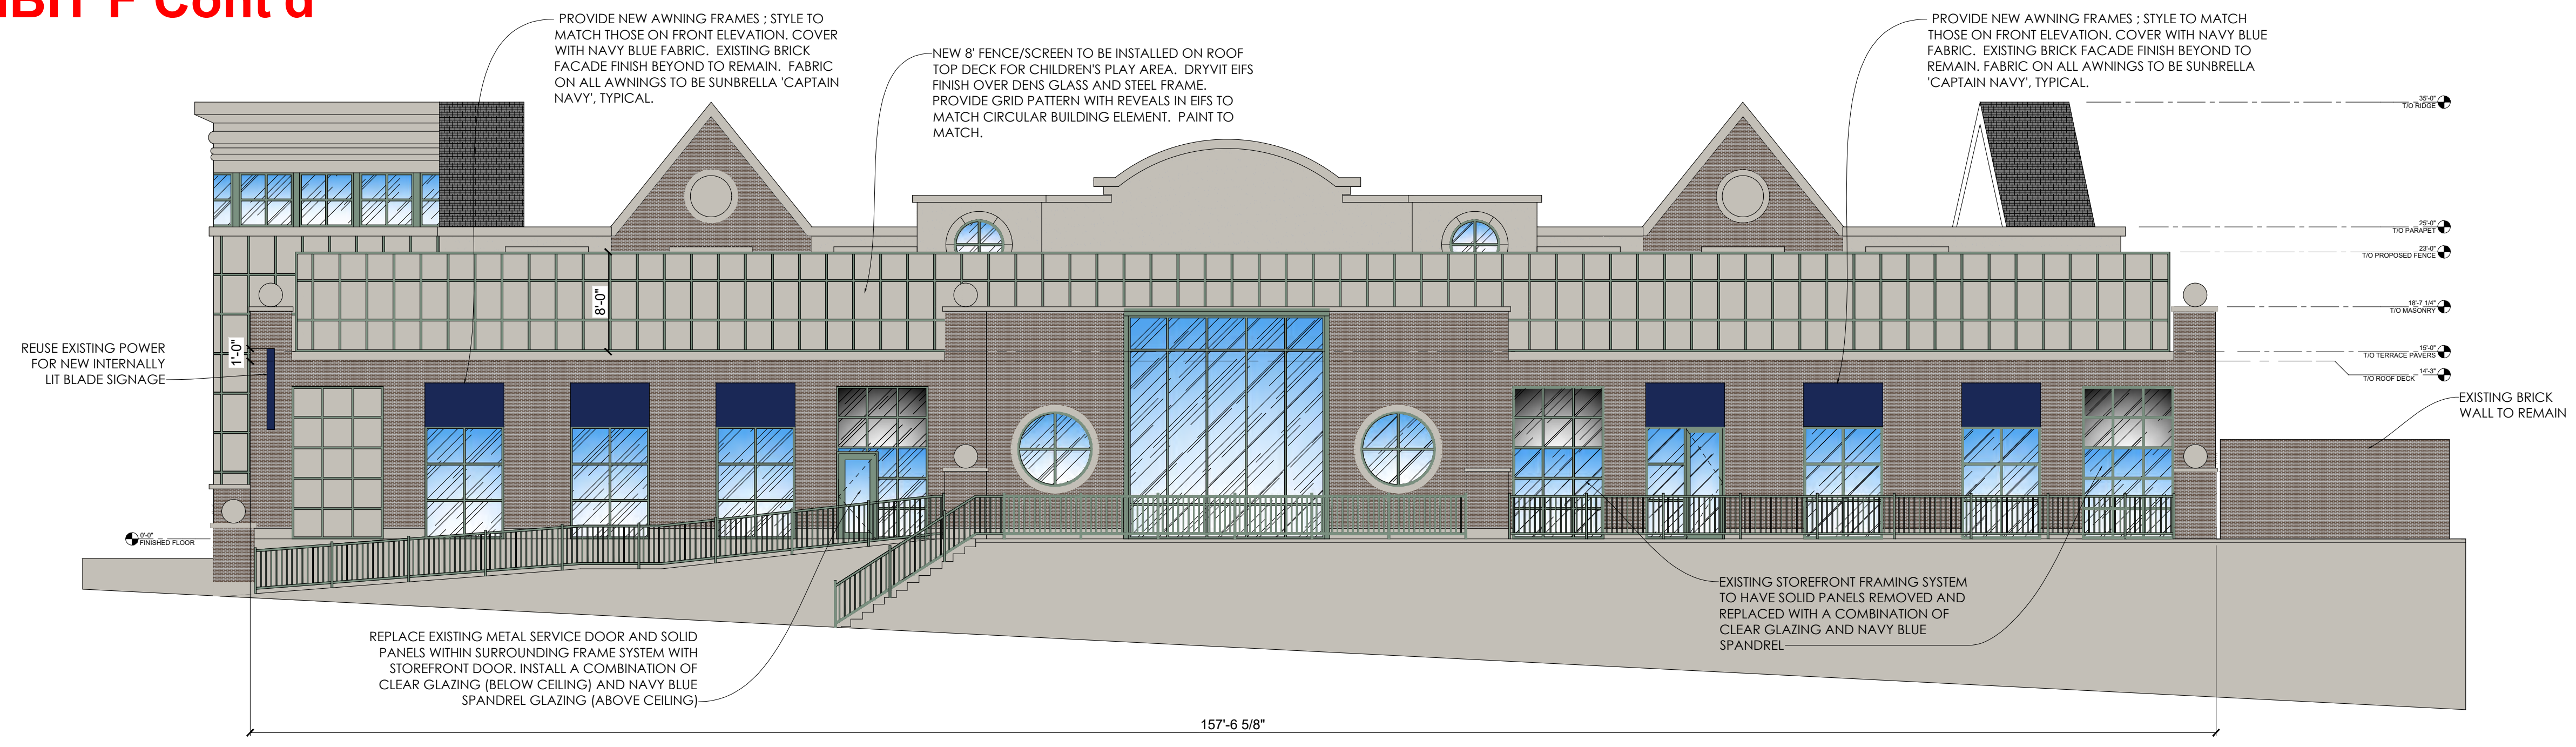 IBIT F Cont'd
PROVIDE NEW AWNING FRAMES ; STYLE TO
MATCH THOSE ON FRONT ELEVATION. COVER
WITH NAVY BLUE FABRIC. EXISTING BRICK
FACADE FINISH BEYOND TO REMAIN. FABRIC
ON ALL AWNINGS TO BE SUNBRELLA 'CAPTAIN
NAVY', TYPICAL.
NEW 8' FENCE/SCREEN TO BE INSTALLED ON ROOF
TOP DECK FOR CHILDREN'S PLAY AREA. DRYVIT EIFS
FINISH OVER DENS GLASS AND STEEL FRAME.
PROVIDE GRID PATTERN WITH REVEALS IN EIFS TO
MATCH CIRCULAR BUILDING ELEMENT. PAINT TO
MATCH.
PROVIDE NEW AWNING FRAMES ; STYLE TO MATCH
THOSE ON FRONT ELEVATION. COVER WITH NAVY BLUE
FABRIC. EXISTING BRICK FACADE FINISH BEYOND TO
REMAIN. FABRIC ON ALL AWNINGS TO BE SUNBRELLA
'CAPTAIN NAVY', TYPICAL.
35'-0"
T/O RIDGE
25'-0"
T/O PARAPET
23'-0"
T/O PROPOSED FENCE
18'-7 1/4"
T/O MASONRY
15'-0"
T/O TERRACE PAVERS
14'-3"
T/O ROOF DECK
8'-0"
1'-0"
REUSE EXISTING POWER
FOR NEW INTERNALLY
LIT BLADE SIGNAGE
EXISTING BRICK
WALL TO REMAIN
0'-0"
FINISHED FLOOR
REPLACE EXISTING METAL SERVICE DOOR AND SOLID
PANELS WITHIN SURROUNDING FRAME SYSTEM WITH
STOREFRONT DOOR. INSTALL A COMBINATION OF
CLEAR GLAZING (BELOW CEILING) AND NAVY BLUE
SPANDREL GLAZING (ABOVE CEILING)
EXISTING STOREFRONT FRAMING SYSTEM
TO HAVE SOLID PANELS REMOVED AND
REPLACED WITH A COMBINATION OF
CLEAR GLAZING AND NAVY BLUE
SPANDREL
157'-6 5/8"